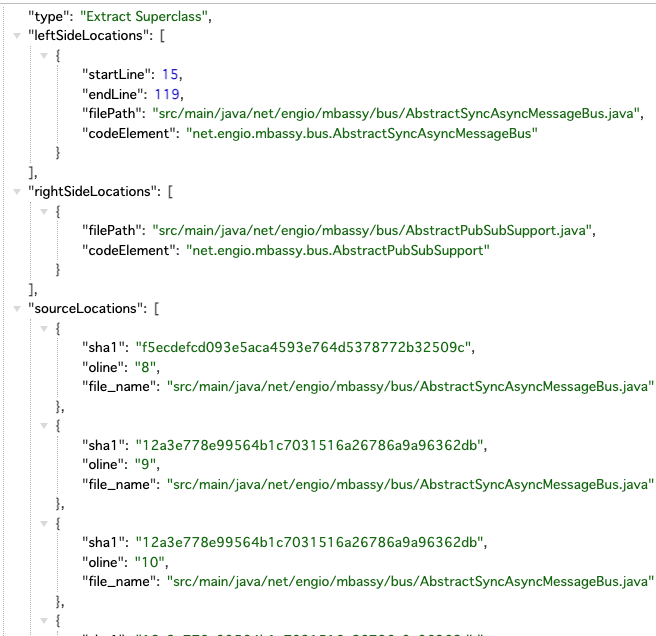 "type": "Extract Superclass",
"leftSideLocations": [
{
"startLine": 15,
"endLine": 119,
"filePath": "src/main/java/net/engio/mbassy/bus/AbstractSyncAsyncMessageBus.java",
"codeElement": "net.engio.mbassy.bus.AbstractSyncAsyncMessageBus"
}
],
"rightSideLocations": [
{
"filePath": "src/main/java/net/engio/mbassy/bus/AbstractPubSubSupport.java",
"codeElement": "net.engio.mbassy.bus.AbstractPubSubSupport"
}
],
"sourceLocations": [
{
"sha1": "f5ecdefcd093e5aca4593e764d5378772b32509c",
"oline": "8",
"file_name": "src/main/java/net/engio/mbassy/bus/AbstractSyncAsyncMessageBus.java"
},
{
"sha1": "12a3e778e99564b1c7031516a26786a9a96362db",
"oline": "9",
"file_name": "src/main/java/net/engio/mbassy/bus/AbstractSyncAsyncMessageBus.java"
},
{
"sha1": "12a3e778e99564b1c7031516a26786a9a96362db",
"oline": "10",
"file_name": "src/main/java/net/engio/mbassy/bus/AbstractSyncAsyncMessageBus.java"
},
{